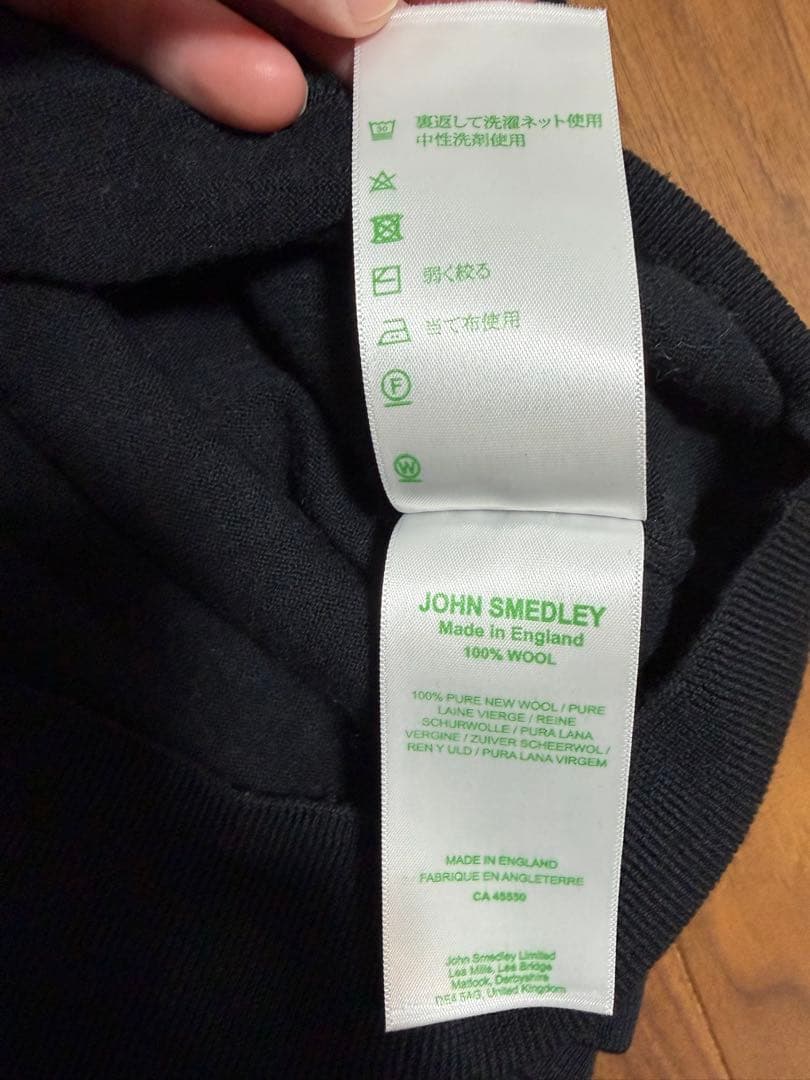 30
裏返して洗濯ネット使用
中性洗剤使用
弱く絞る
当て布使用
F
W
JOHN SMEDLEY
Made in England
100% WOOL
100% PURE NEW WOOL / PURE
LAINE VIERGE / REINE
SCHURWOLLE / PURA LANA
VERGINE / ZUIVER SCHEERWOL /
REN Y ULD / PURA LANA VIRGEM
MADE IN ENGLAND
FABRIQUE EN ANGLETERRE
CA 45550
John Smedley Limited
Lea Mills, Lea Bridge
Matlock, Derbyshire
DE4 United Kingdom